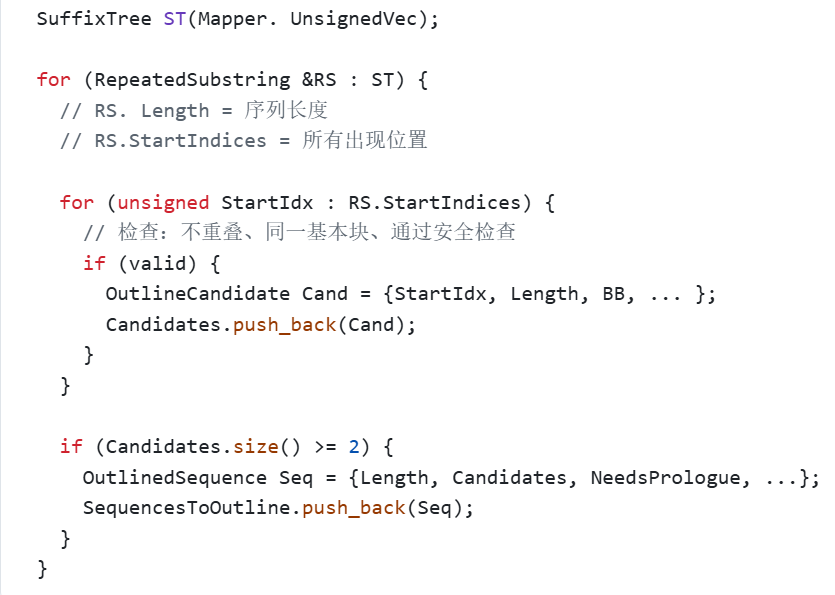 SuffixTree ST(Mapper. UnsignedVec);
for (RepeatedSubstring &RS : ST) {
// RS. Length = 序列长度
// RS.StartIndices = 所有出现位置
for (unsigned StartIdx : RS.StartIndices) {
// 检查：不重叠、同一基本块、通过安全检查
if (valid) {
OutlineCandidate Cand = {StartIdx, Length, BB, ... };
Candidates.push_back(Cand);
}
}
if (Candidates.size() >= 2) {
OutlinedSequence Seq = {Length, Candidates, NeedsPrologue, ...};
SequencesToOutline.push_back(Seq);
}
}